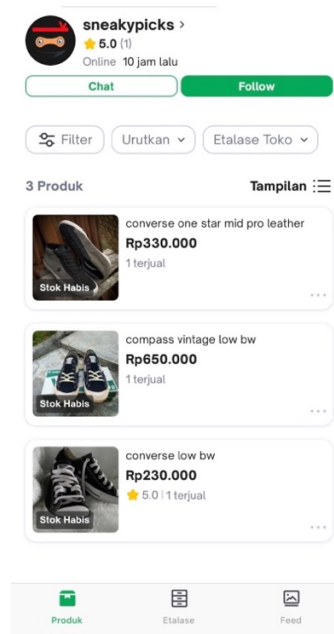 sneakypicks
5.0 (1)
Online 10 jam lalu
Chat
Follow
Filter
Urutkan
Etalase Toko
3 Produk
Tampilan
converse one star mid pro leather
Rp330.000
1 terjual
Stok Habis
compass vintage low bw
Rp650.000
1 terjual
Stok Habis
converse low bw
Rp230.000
5.0 | 1 terjual
Stok Habis
Produk
Etalase
Feed